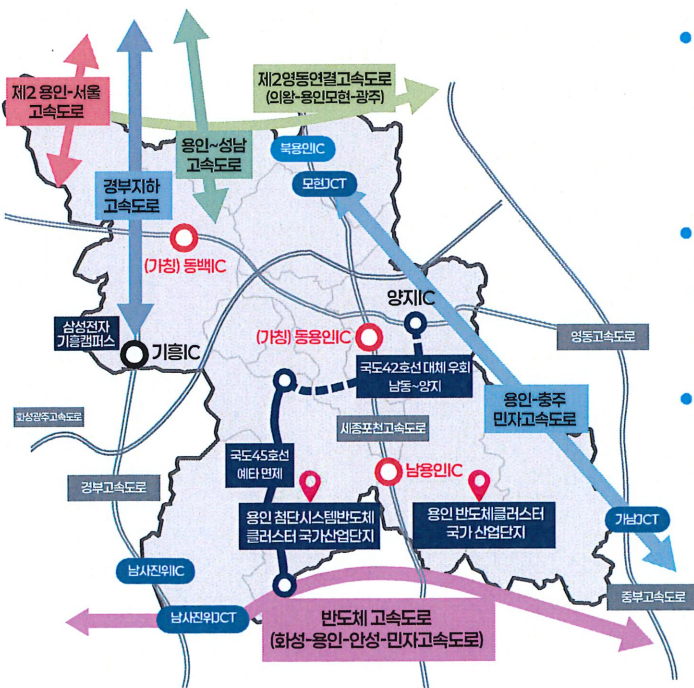 제2 용인-서울
고속도로
제2영동연결고속도로
(의왕-용인모현-광주)
용인~성남
고속도로
북용인IC
모현JCT
경부지하
고속도로
(가칭) 동백IC
양지IC
삼성전자
기흥캠퍼스
기흥IC
(가칭) 동용인IC
영동고속도로
국도42호선 대체 우회
남동~양지
용인-충주
민자고속도로
화성광주고속도로
세종포천고속도로
국도45호선
예타 면제
경부고속도로
남용인IC
용인 첨단시스템반도체
클러스터 국가산업단지
용인 반도체클러스터
국가 산업단지
가남JCT
남사진위IC
중부고속도로
남사진위JCT
반도체 고속도로
(화성-용인-안성-민자고속도로)